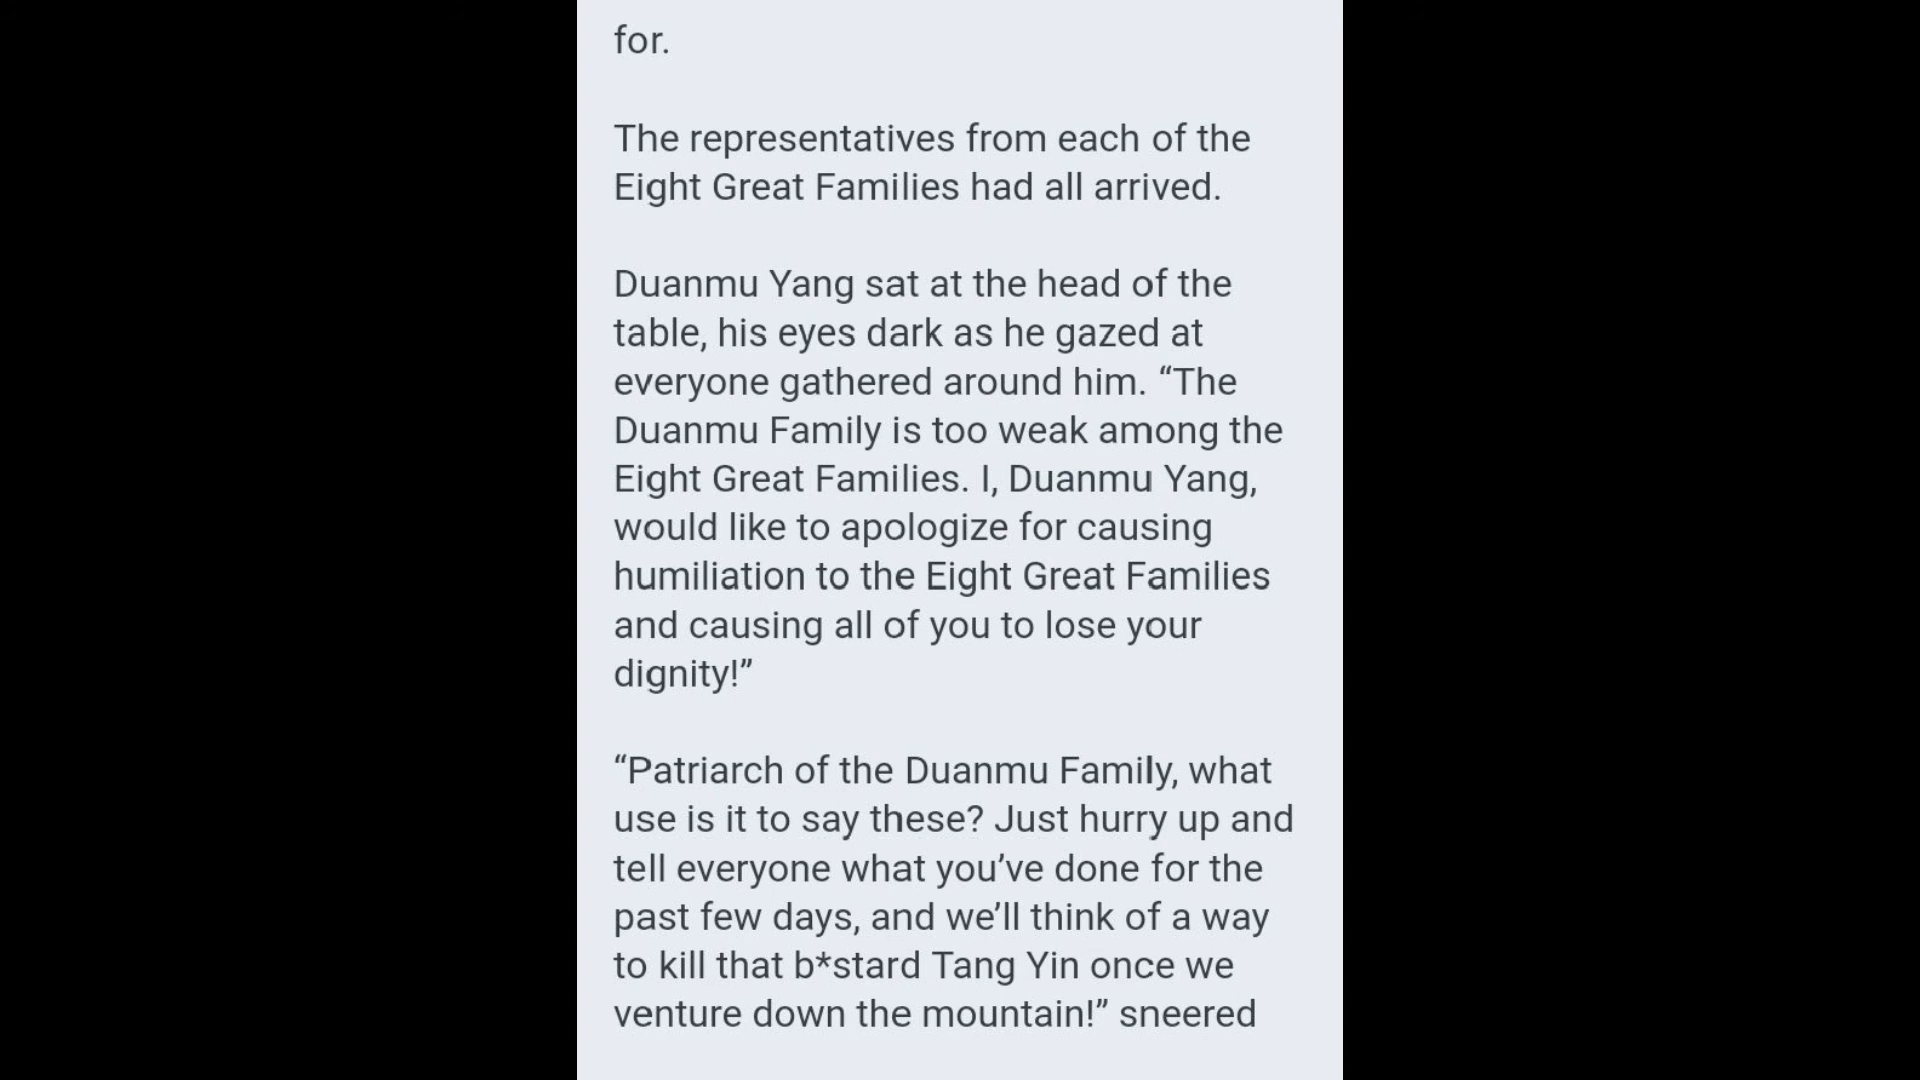 for.
The representatives from each of the
Eight Great Families had all arrived.
Duanmu Yang sat at the head of the
table, his eyes dark as he gazed at
everyone gathered around him. “The
Duanmu Family is too weak among the
Eight Great Families. I, Duanmu Yang,
would like to apologize for causing
humiliation to the Eight Great Families
and causing all of you to lose your
dignity!”
“Patriarch of the Duanmu Family, what
use is it to say these? Just hurry up and
tell everyone what you’ve done for the
past few days, and we’ll think of a way
to kill that b*stard Tang Yin once we
venture down the mountain!” sneered